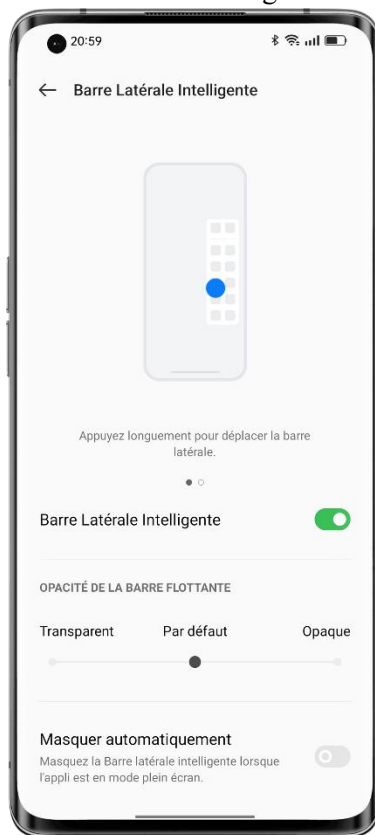 20:59
Barre Latérale Intelligente
Appuyez longuement pour déplacer la barre
latérale.
Barre Latérale Intelligente
OPACITÉ DE LA BARRE FLOTTANTE
Transparent Par défaut Opaque
Masquer automatiquement
Masquez la Barre latérale intelligente lorsque
l'appli est en mode plein écran.